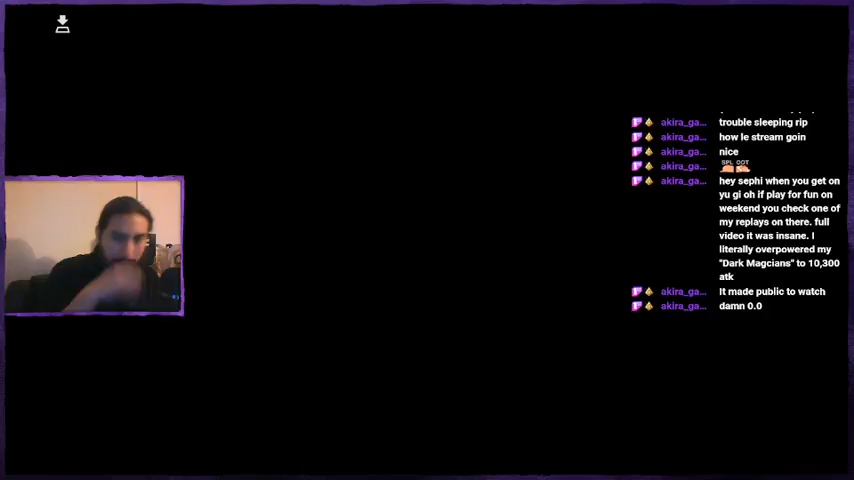 akira_ga... trouble sleeping rip
akira_ga... how le stream goin
akira_ga... nice
akira_ga... SPL OOT
akira_ga... hey sephi when you get on
yu gi oh if play for fun on
weekend you check one of
my replays on there. full
video it was insane. I
literally overpowered my
"Dark Magcians" to 10,300
atk
akira_ga... It made public to watch
akira_ga... damn 0.0